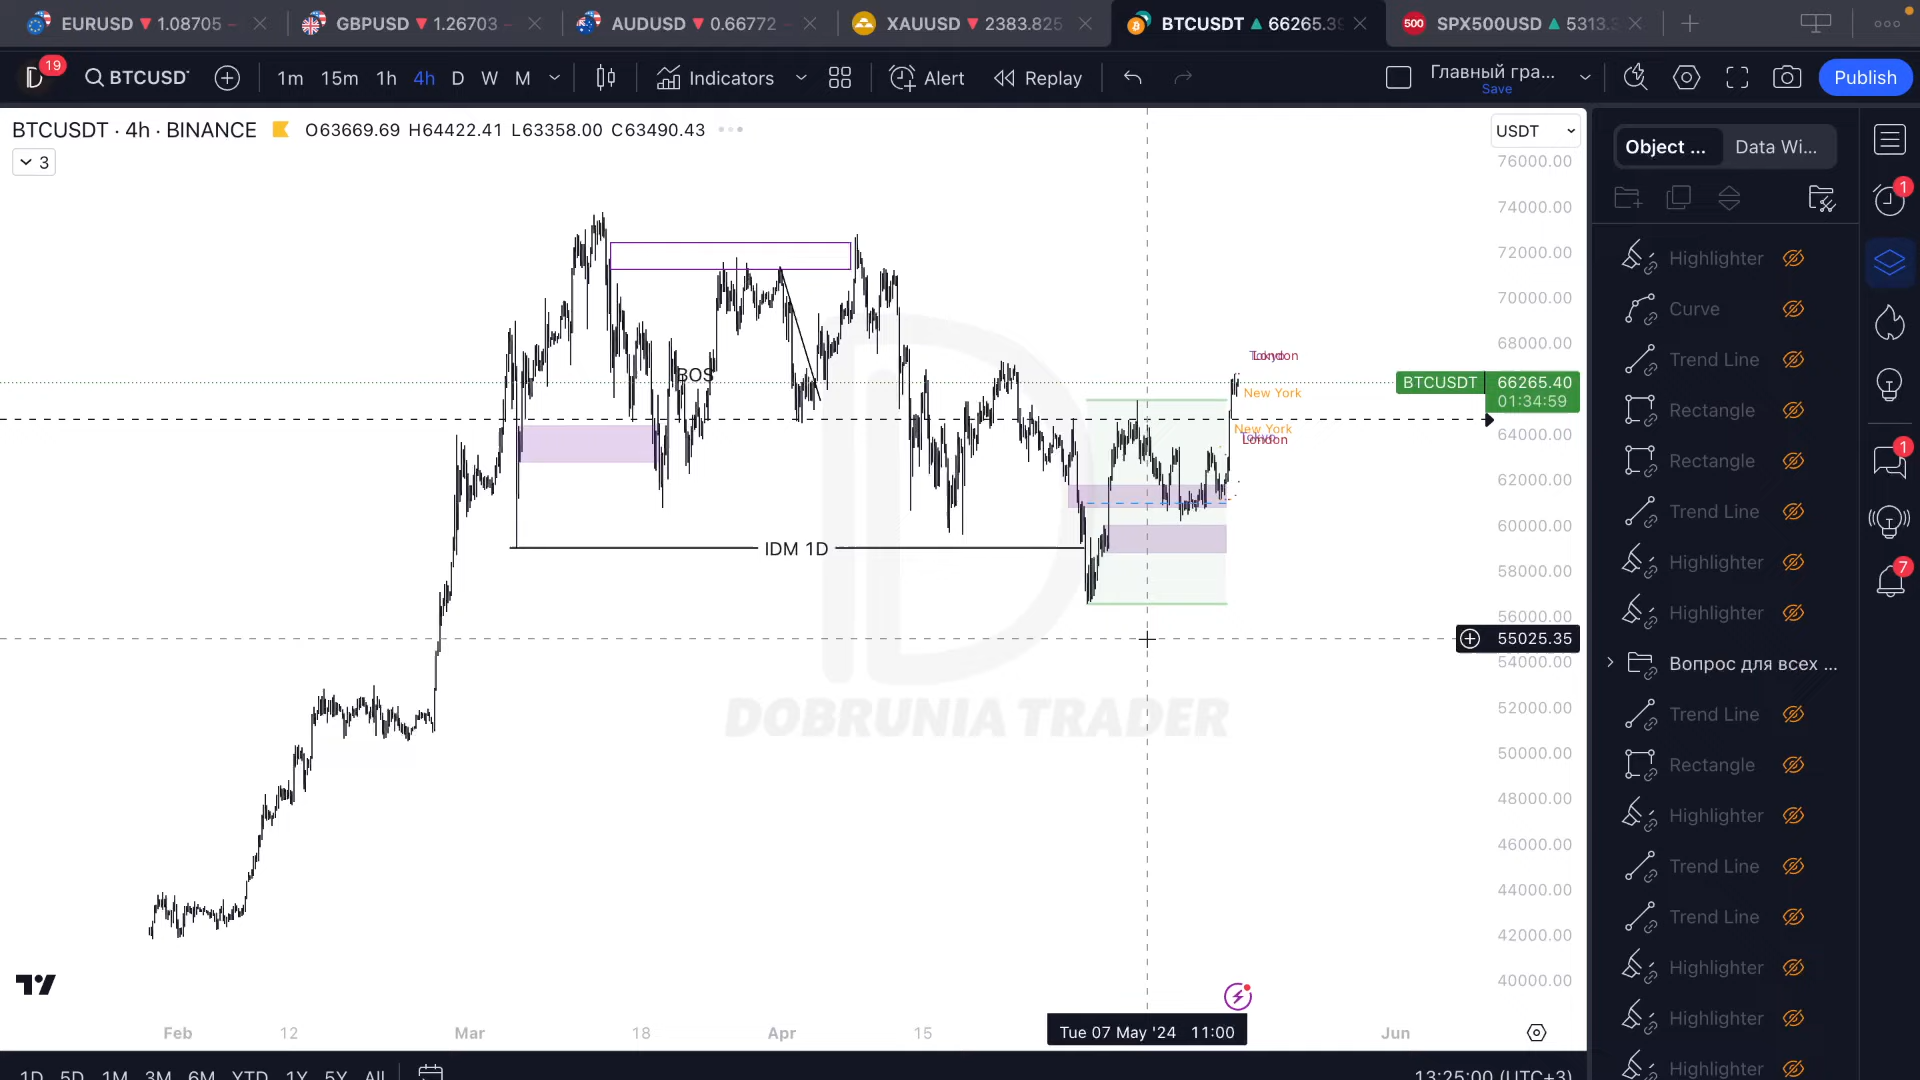 EURUSD 1.08705
GBPUSD 1.26703
AUDUSD 0.66772
XAUUSD 2383.825
BTCUSDT 66265.39
500 SPX500USD 5313.3
19
BTCUSD
1m 15m 1h 4h D W M
Indicators
Alert
Replay
Главный гра...
Save
Publish
BTCUSDT · 4h · BINANCE O63669.69 H64422.41 L63358.00 C63490.43
3
USDT
76000.00
74000.00
72000.00
70000.00
68000.00
BTCUSDT 66265.40
01:34:59
64000.00
62000.00
60000.00
58000.00
56000.00
55025.35
54000.00
52000.00
50000.00
48000.00
46000.00
44000.00
42000.00
40000.00
BOS
IDM 1D
Tokyo
London
New York
New York
Tokyo
London
DOBRUNIA TRADER
Feb 12 Mar 18 Apr 15 Tue 07 May '24 11:00 Jun
1D 5D 1M 3M 6M YTD 1Y 5Y All
13:25:00 (UTC+3)
Object ... Data Wi...
Highlighter
Curve
Trend Line
Rectangle
Rectangle
Trend Line
Highlighter
Highlighter
Вопрос для всех ...
Trend Line
Rectangle
Highlighter
Trend Line
Trend Line
Highlighter
Highlighter
Highlighter
1
1
7